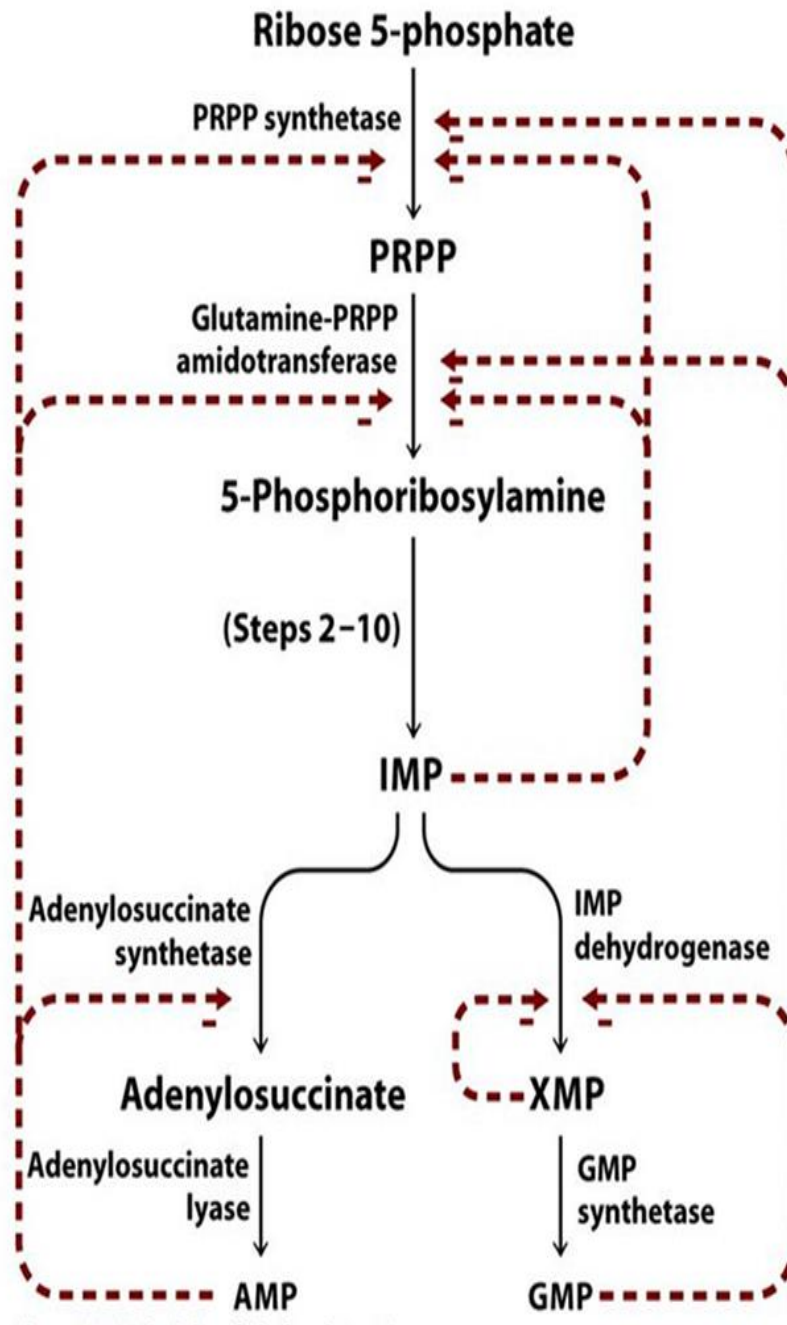 Ribose 5-phosphate
PRPP synthetase
PRPP
Glutamine-PRPP
amidotransferase
5-Phosphoribosylamine
(Steps 2–10)
IMP
Adenylosuccinate
synthetase
IMP
dehydrogenase
Adenylosuccinate
XMP
Adenylosuccinate
lyase
GMP
synthetase
AMP
GMP